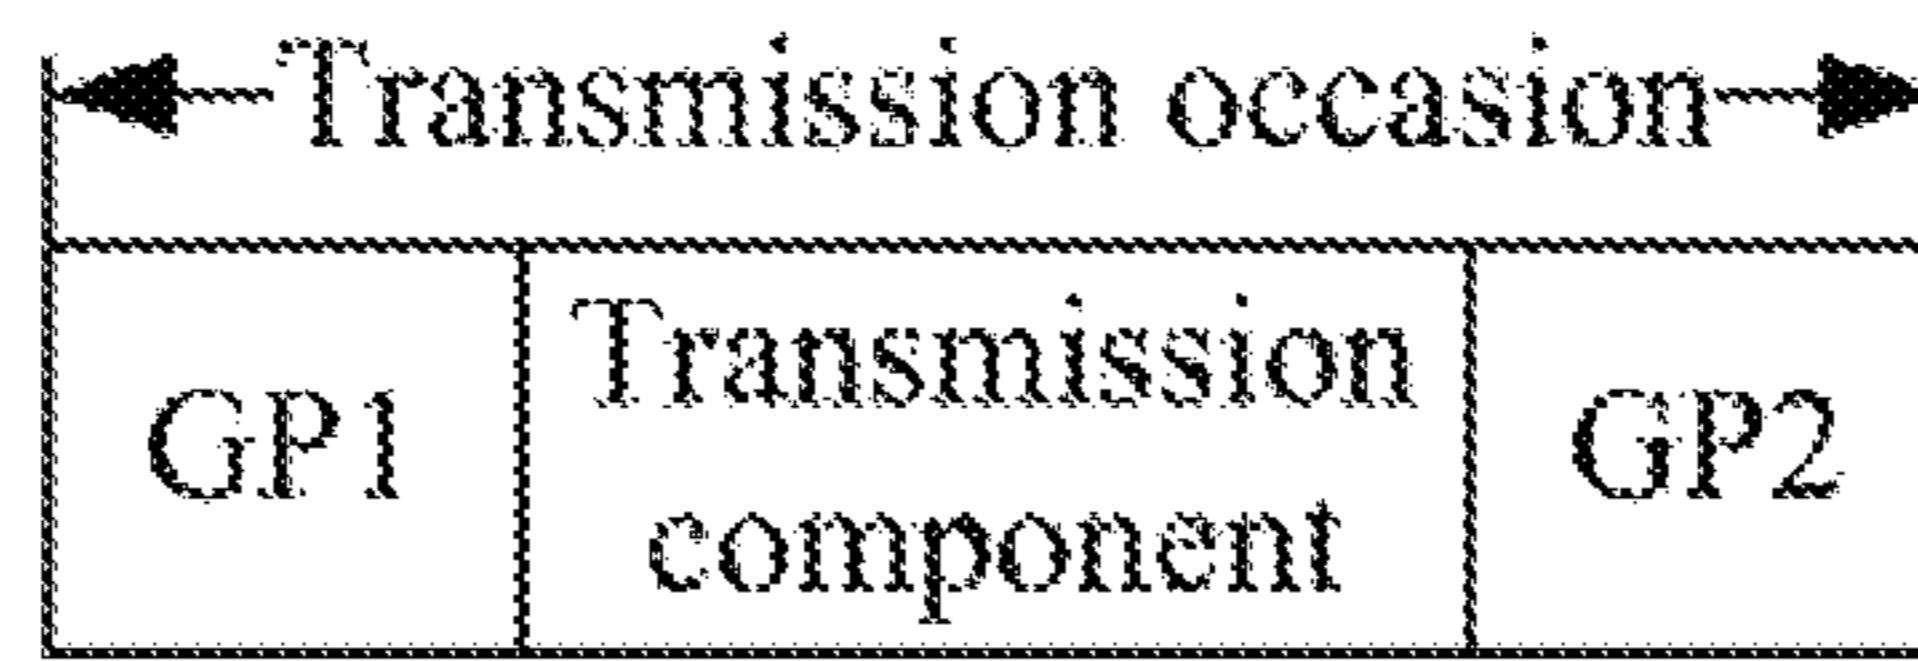 Transmission occasion
GP1
Transmission
component
GP2